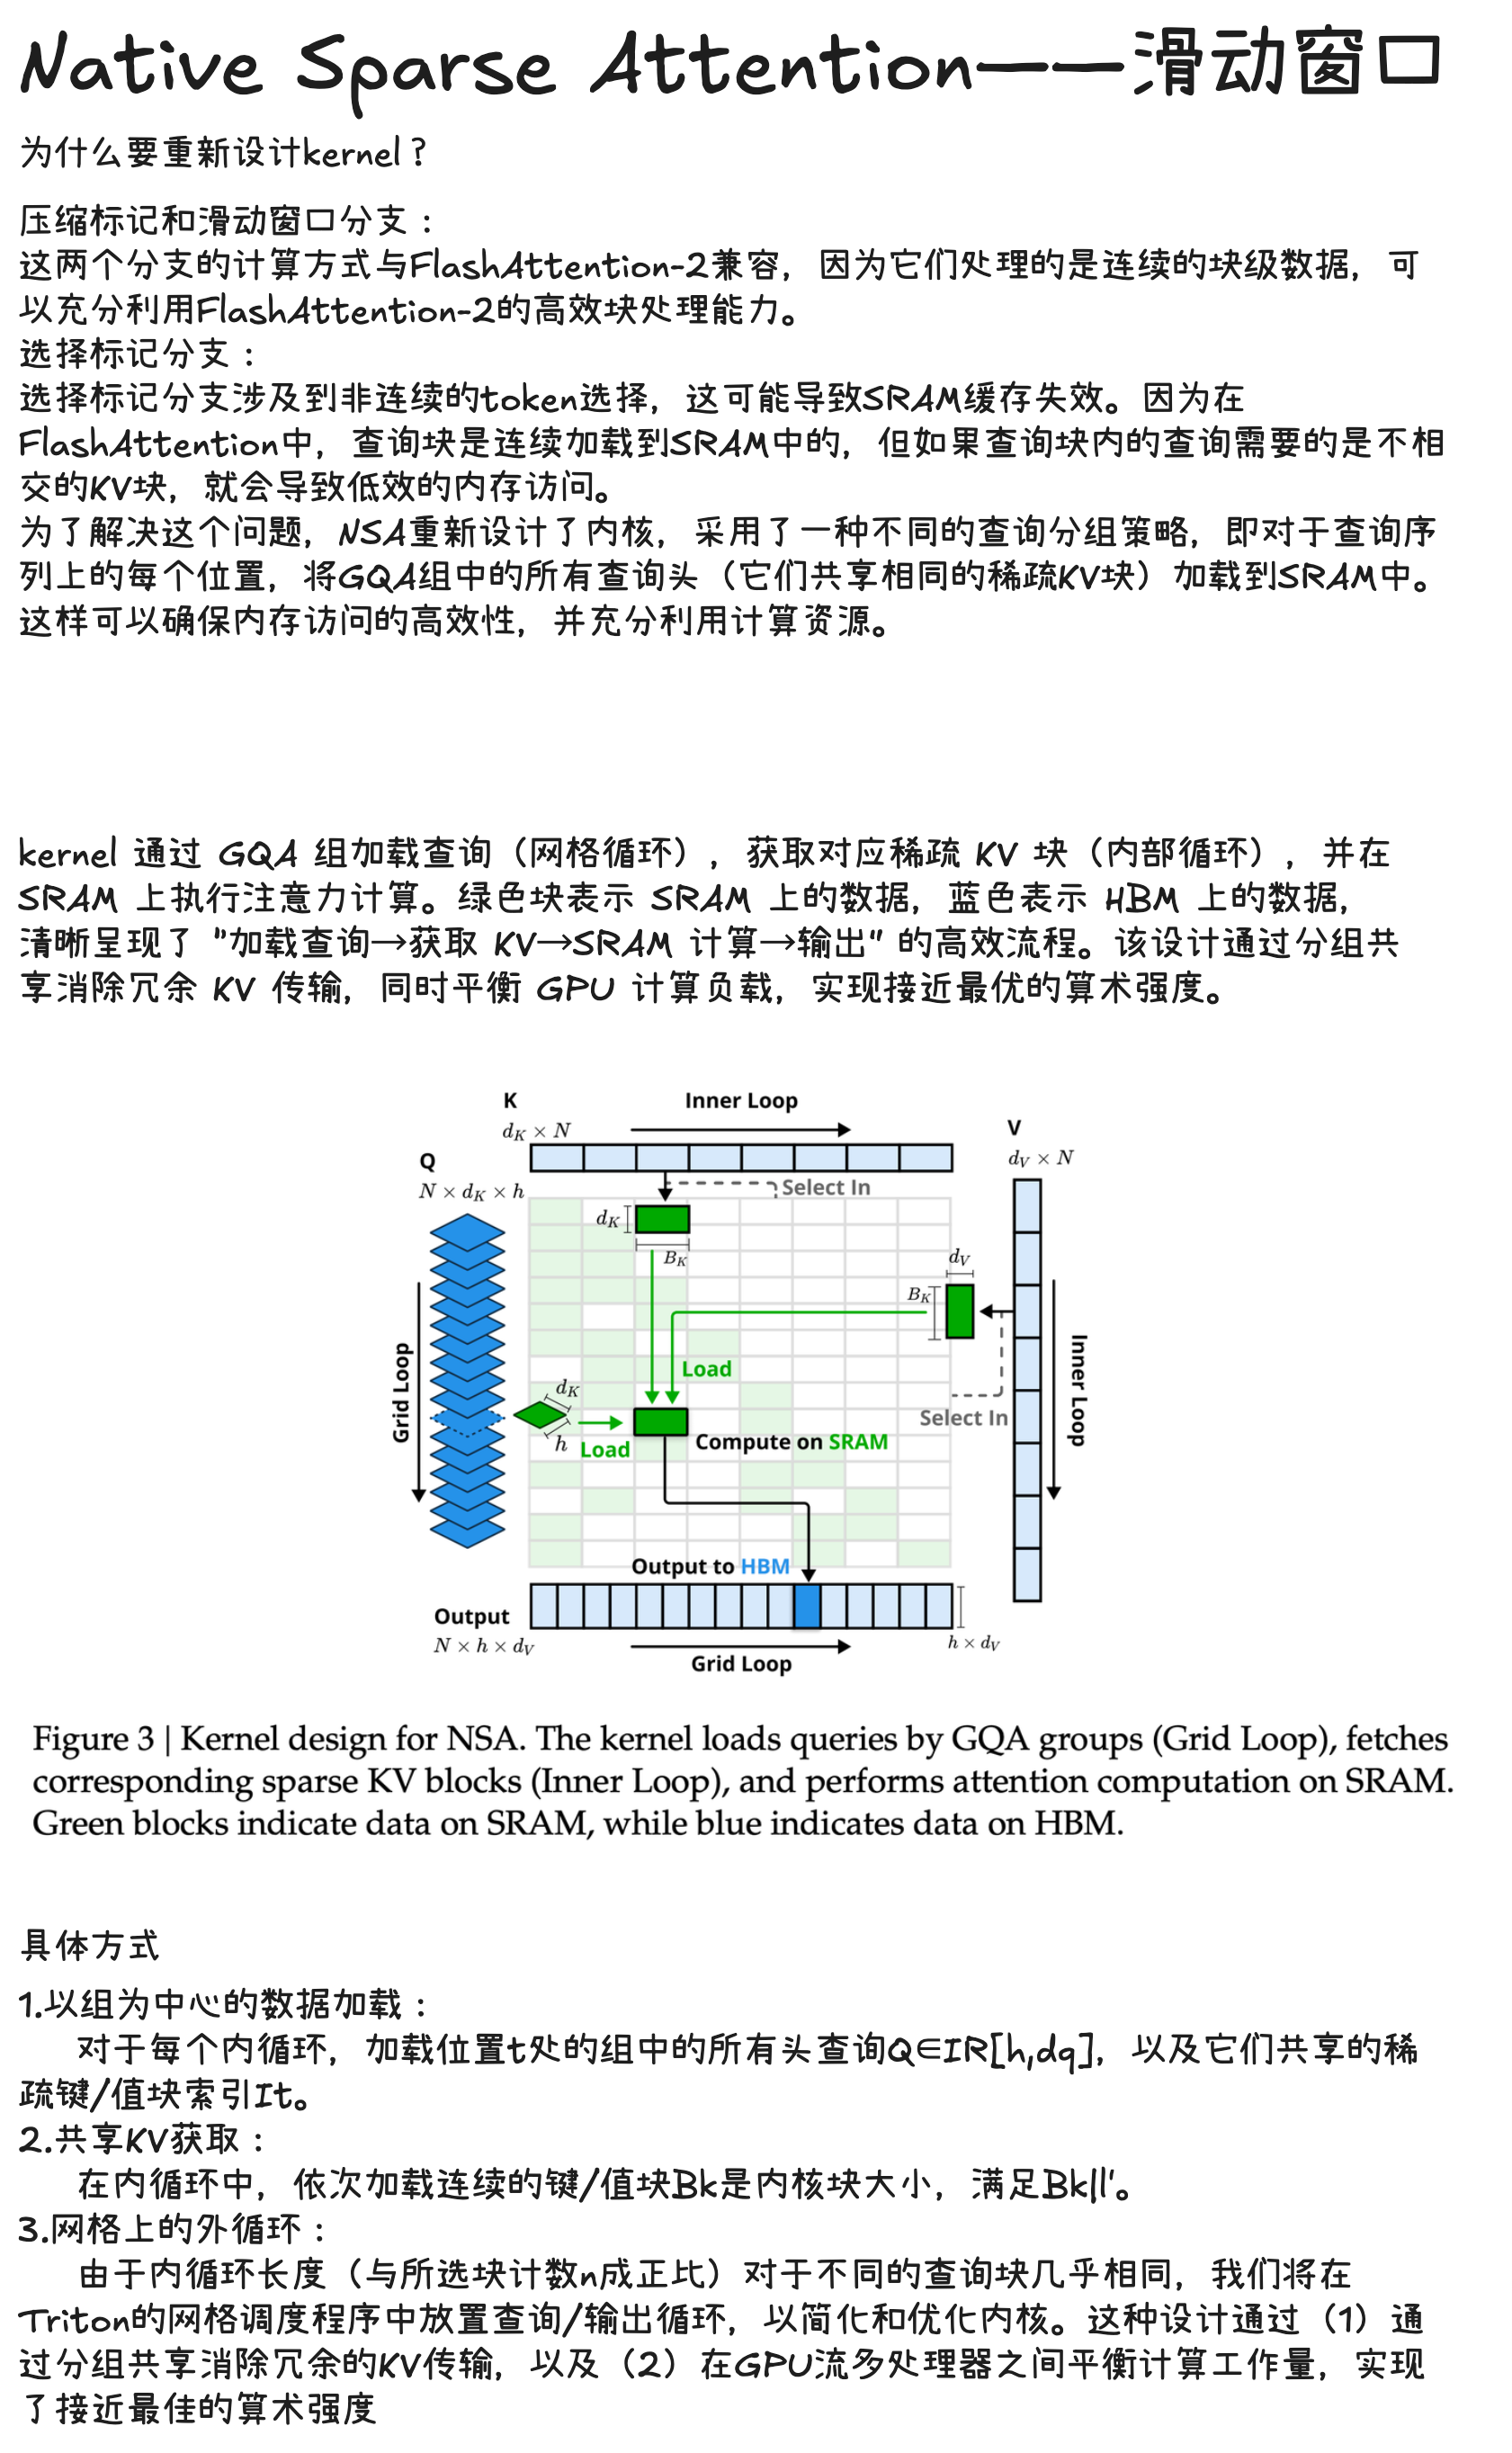 Native Sparse Attention——滑动窗口
为什么要重新设计kernel？
压缩标记和滑动窗口分支：
这两个分支的计算方式与FlashAttention-2兼容，因为它们处理的是连续的块级数据，可
以充分利用FlashAttention-2的高效块处理能力。
选择标记分支：
选择标记分支涉及到非连续的token选择，这可能导致SRAM缓存失效。因为在
FlashAttention中，查询块是连续加载到SRAM中的，但如果查询块内的查询需要的是不相
交的KV块，就会导致低效的内存访问。
为了解决这个问题，NSA重新设计了内核，采用了一种不同的查询分组策略，即对于查询序
列上的每个位置，将GQA组中的所有查询头（它们共享相同的稀疏KV块）加载到SRAM中。
这样可以确保内存访问的高效性，并充分利用计算资源。
kernel 通过 GQA 组加载查询（网格循环），获取对应稀疏 KV 块（内部循环），并在
SRAM 上执行注意力计算。绿色块表示 SRAM 上的数据，蓝色表示 HBM 上的数据，
清晰呈现了 "加载查询→获取 KV→SRAM 计算→输出" 的高效流程。该设计通过分组共
享消除冗余 KV 传输，同时平衡 GPU 计算负载，实现接近最优的算术强度。
K
Inner Loop
d_K × N
V
d_V × N
Q
N × d_K × h
Select In
d_K
B_K
d_V
B_K
Grid Loop
Inner Loop
Load
d_K
h
Load
Select In
Compute on SRAM
Output to HBM
Output
N × h × d_V
h × d_V
Grid Loop
Figure 3 | Kernel design for NSA. The kernel loads queries by GQA groups (Grid Loop), fetches
corresponding sparse KV blocks (Inner Loop), and performs attention computation on SRAM.
Green blocks indicate data on SRAM, while blue indicates data on HBM.
具体方式
1.以组为中心的数据加载：
对于每个内循环，加载位置t处的组中的所有头查询Q∈IR[h,dq]，以及它们共享的稀
疏键/值块索引It。
2.共享KV获取：
在内循环中，依次加载连续的键/值块Bk是内核块大小，满足Bk|l'。
3.网格上的外循环：
由于内循环长度（与所选块计数n成正比）对于不同的查询块几乎相同，我们将在
Triton的网格调度程序中放置查询/输出循环，以简化和优化内核。这种设计通过（1）通
过分组共享消除冗余的KV传输，以及（2）在GPU流多处理器之间平衡计算工作量，实现
了接近最佳的算术强度